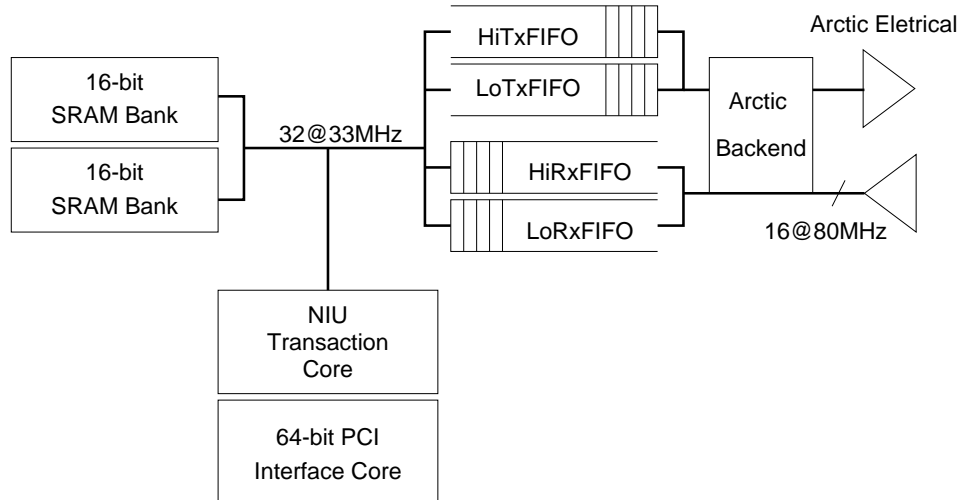 Arctic Eletrical
HiTxFIFO
LoTxFIFO
16-bit
SRAM Bank
16-bit
SRAM Bank
32@33MHz
Arctic
Backend
HiRxFIFO
LoRxFIFO
16@80MHz
NIU
Transaction
Core
64-bit PCI
Interface Core